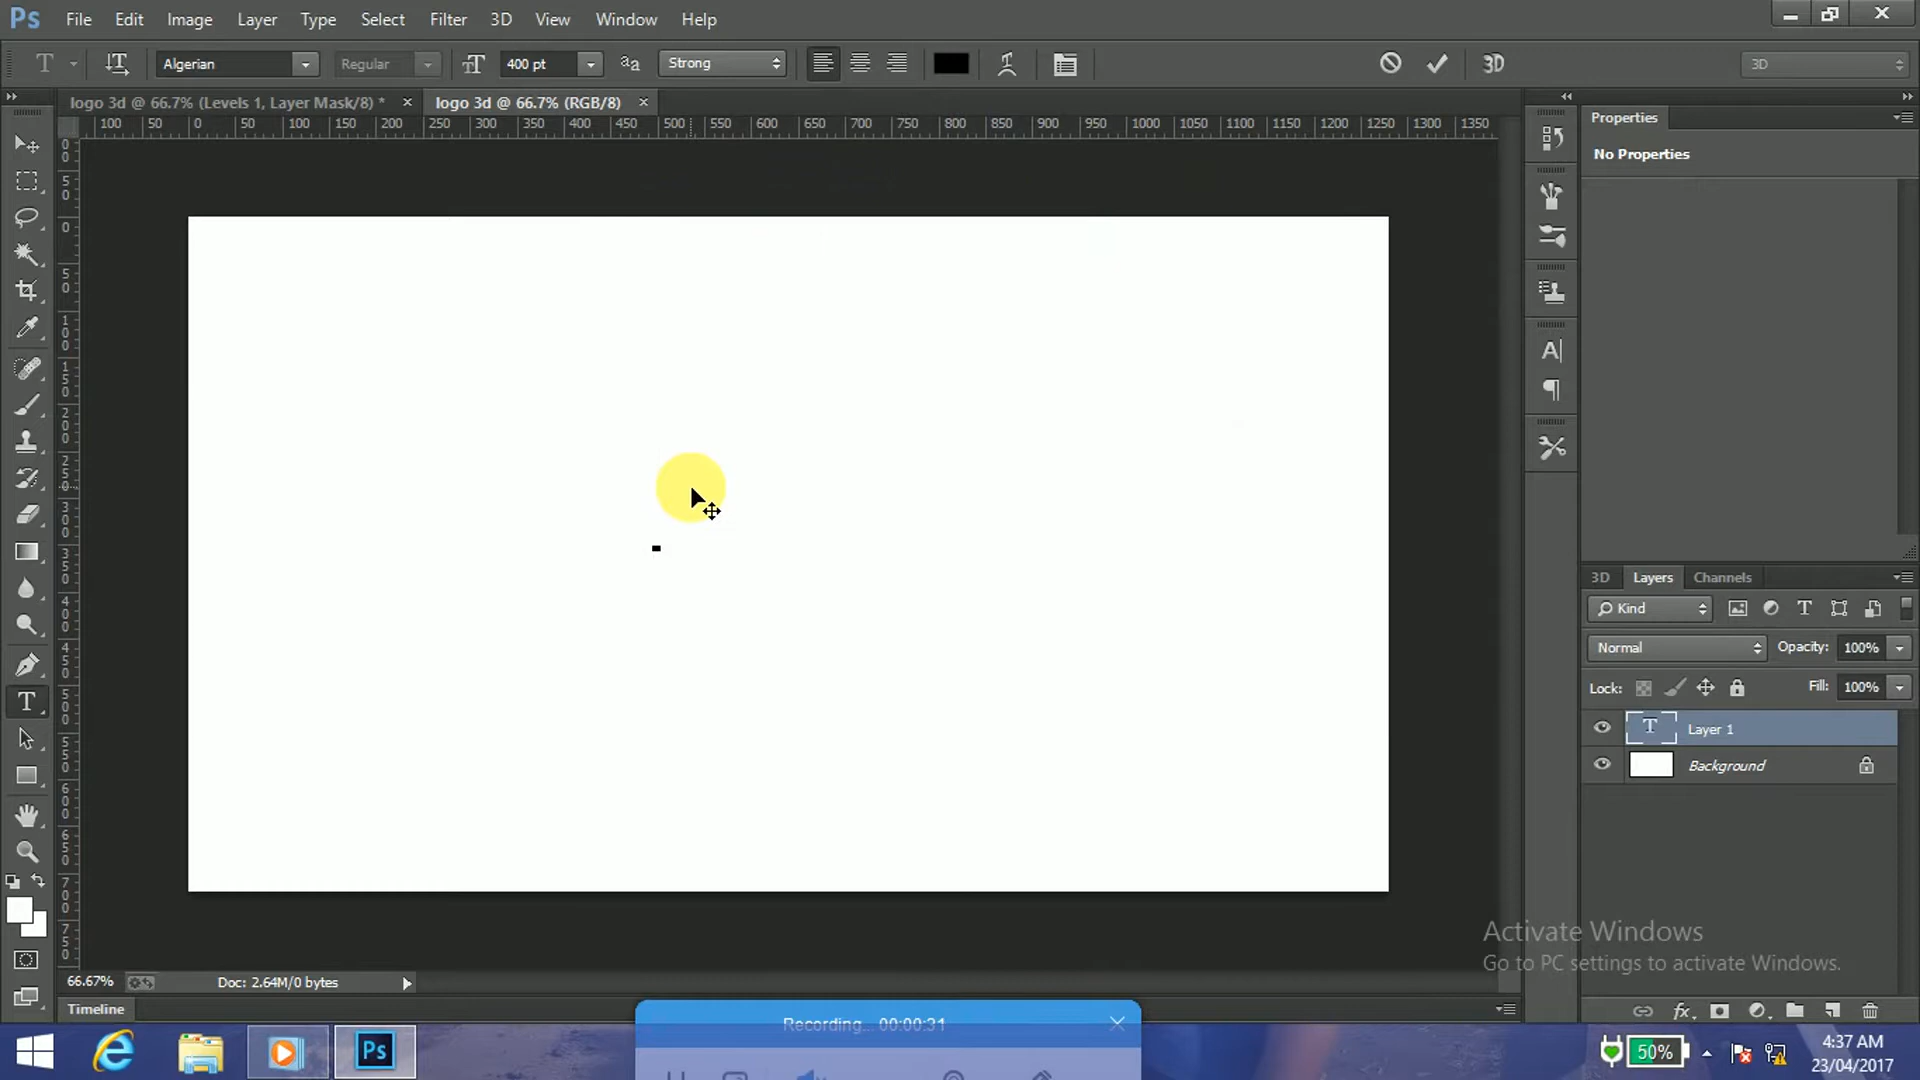 Ps File Edit Image Layer Type Select Filter 3D View Window Help
T Algerian Regular 400 pt aa Strong 3D 3D
logo 3d @ 66.7% (Levels 1, Layer Mask/8) * × logo 3d @ 66.7% (RGB/8) ×
100 50 0 50 100 150 200 250 300 350 400 450 500 550 600 650 700 750 800 850 900 950 1000 1050 1100 1150 1200 1250 1300 1350
Properties
No Properties
3D Layers Channels
Kind
Normal Opacity: 100%
Lock: Fill: 100%
T Layer 1
Background
Activate Windows
Go to PC settings to activate Windows.
66.67% Doc: 2.64M/0 bytes
Timeline
Recording... 00:00:31
Ps 50% 4:37 AM
23/04/2017